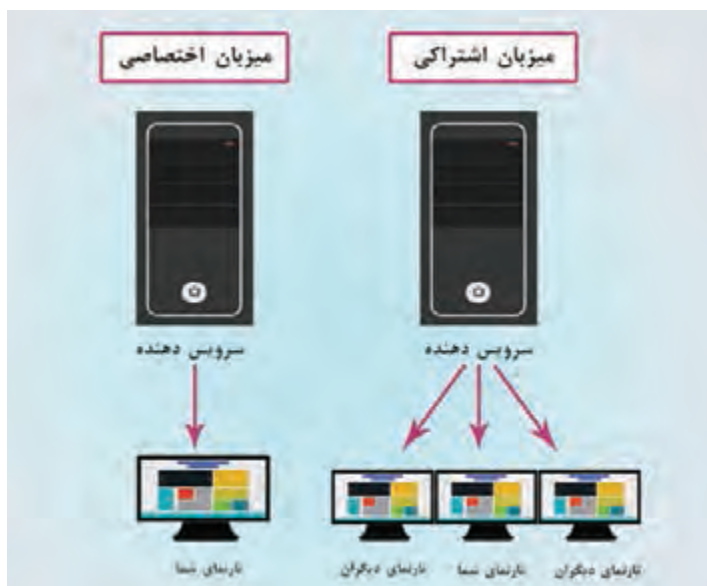 میزبان اشتراکی
میزبان اختصاصی
سرویس دهنده
سرویس دهنده
تارنمای دیگران
تارنمای شما
تارنمای دیگران
تارنمای شما